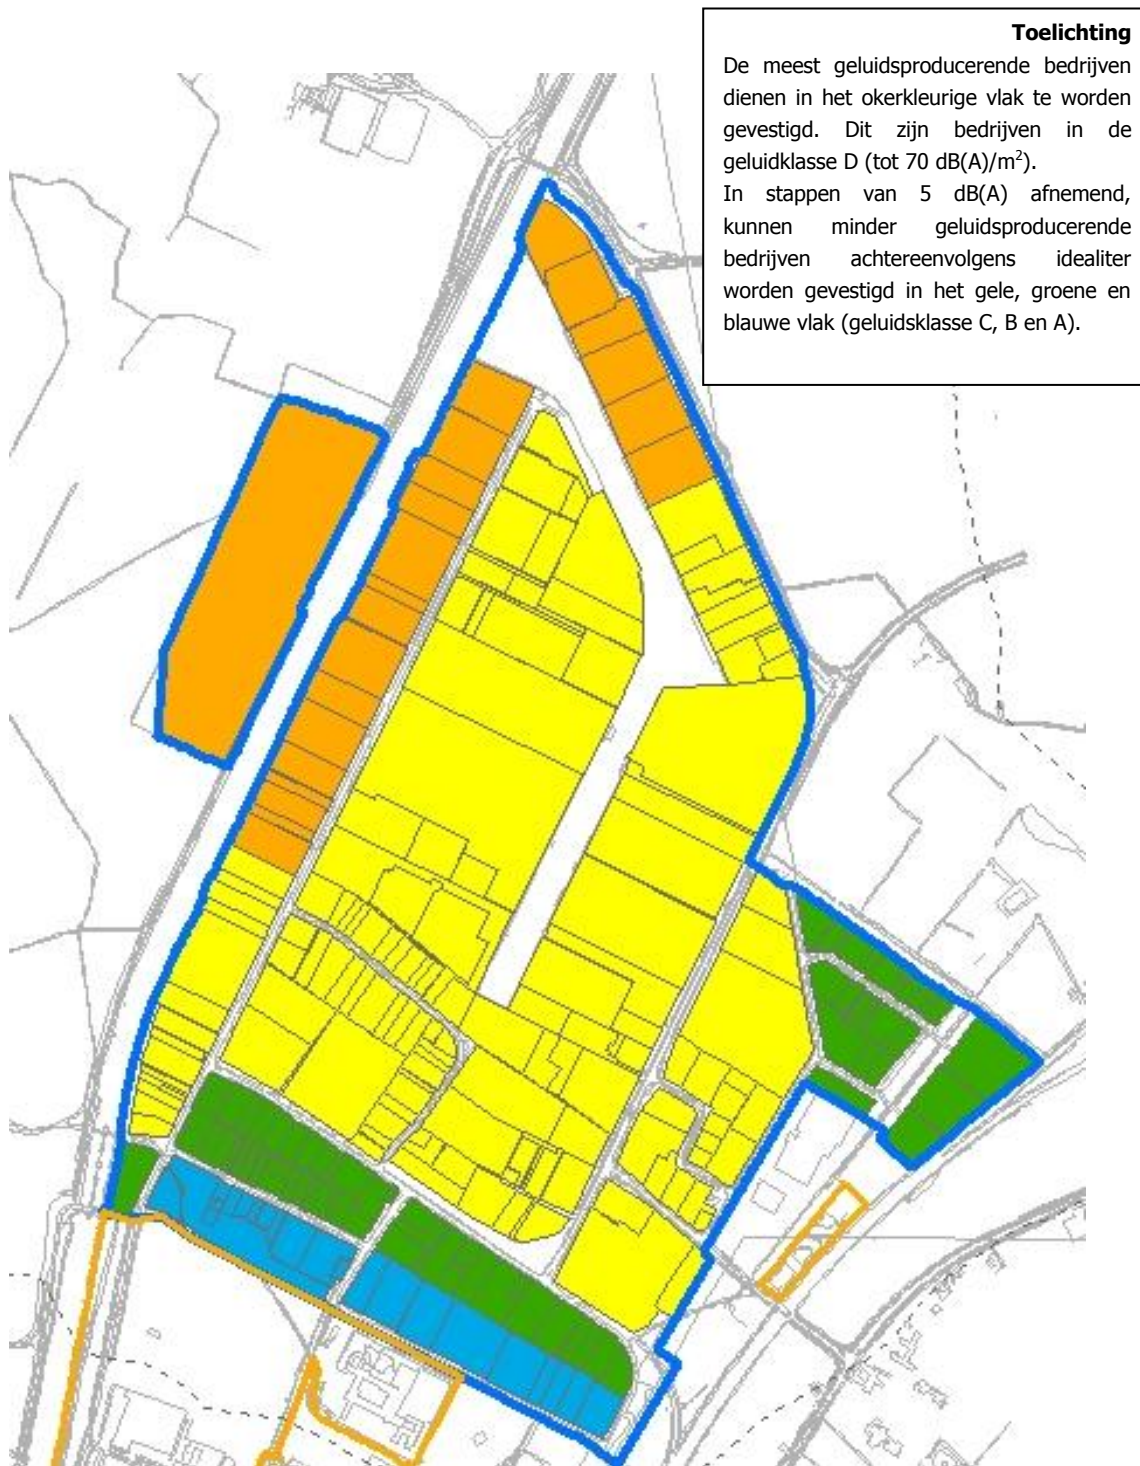 Toelichting
De meest geluidsproducerende bedrijven
dienen in het okerkleurige vlak te worden
gevestigd. Dit zijn bedrijven in de
geluidklasse D (tot 70 dB(A)/m²).
In stappen van 5 dB(A) afnemend,
kunnen minder geluidsproducerende
bedrijven achtereenvolgens idealiter
worden gevestigd in het gele, groene en
blauwe vlak (geluidsklasse C, B en A).